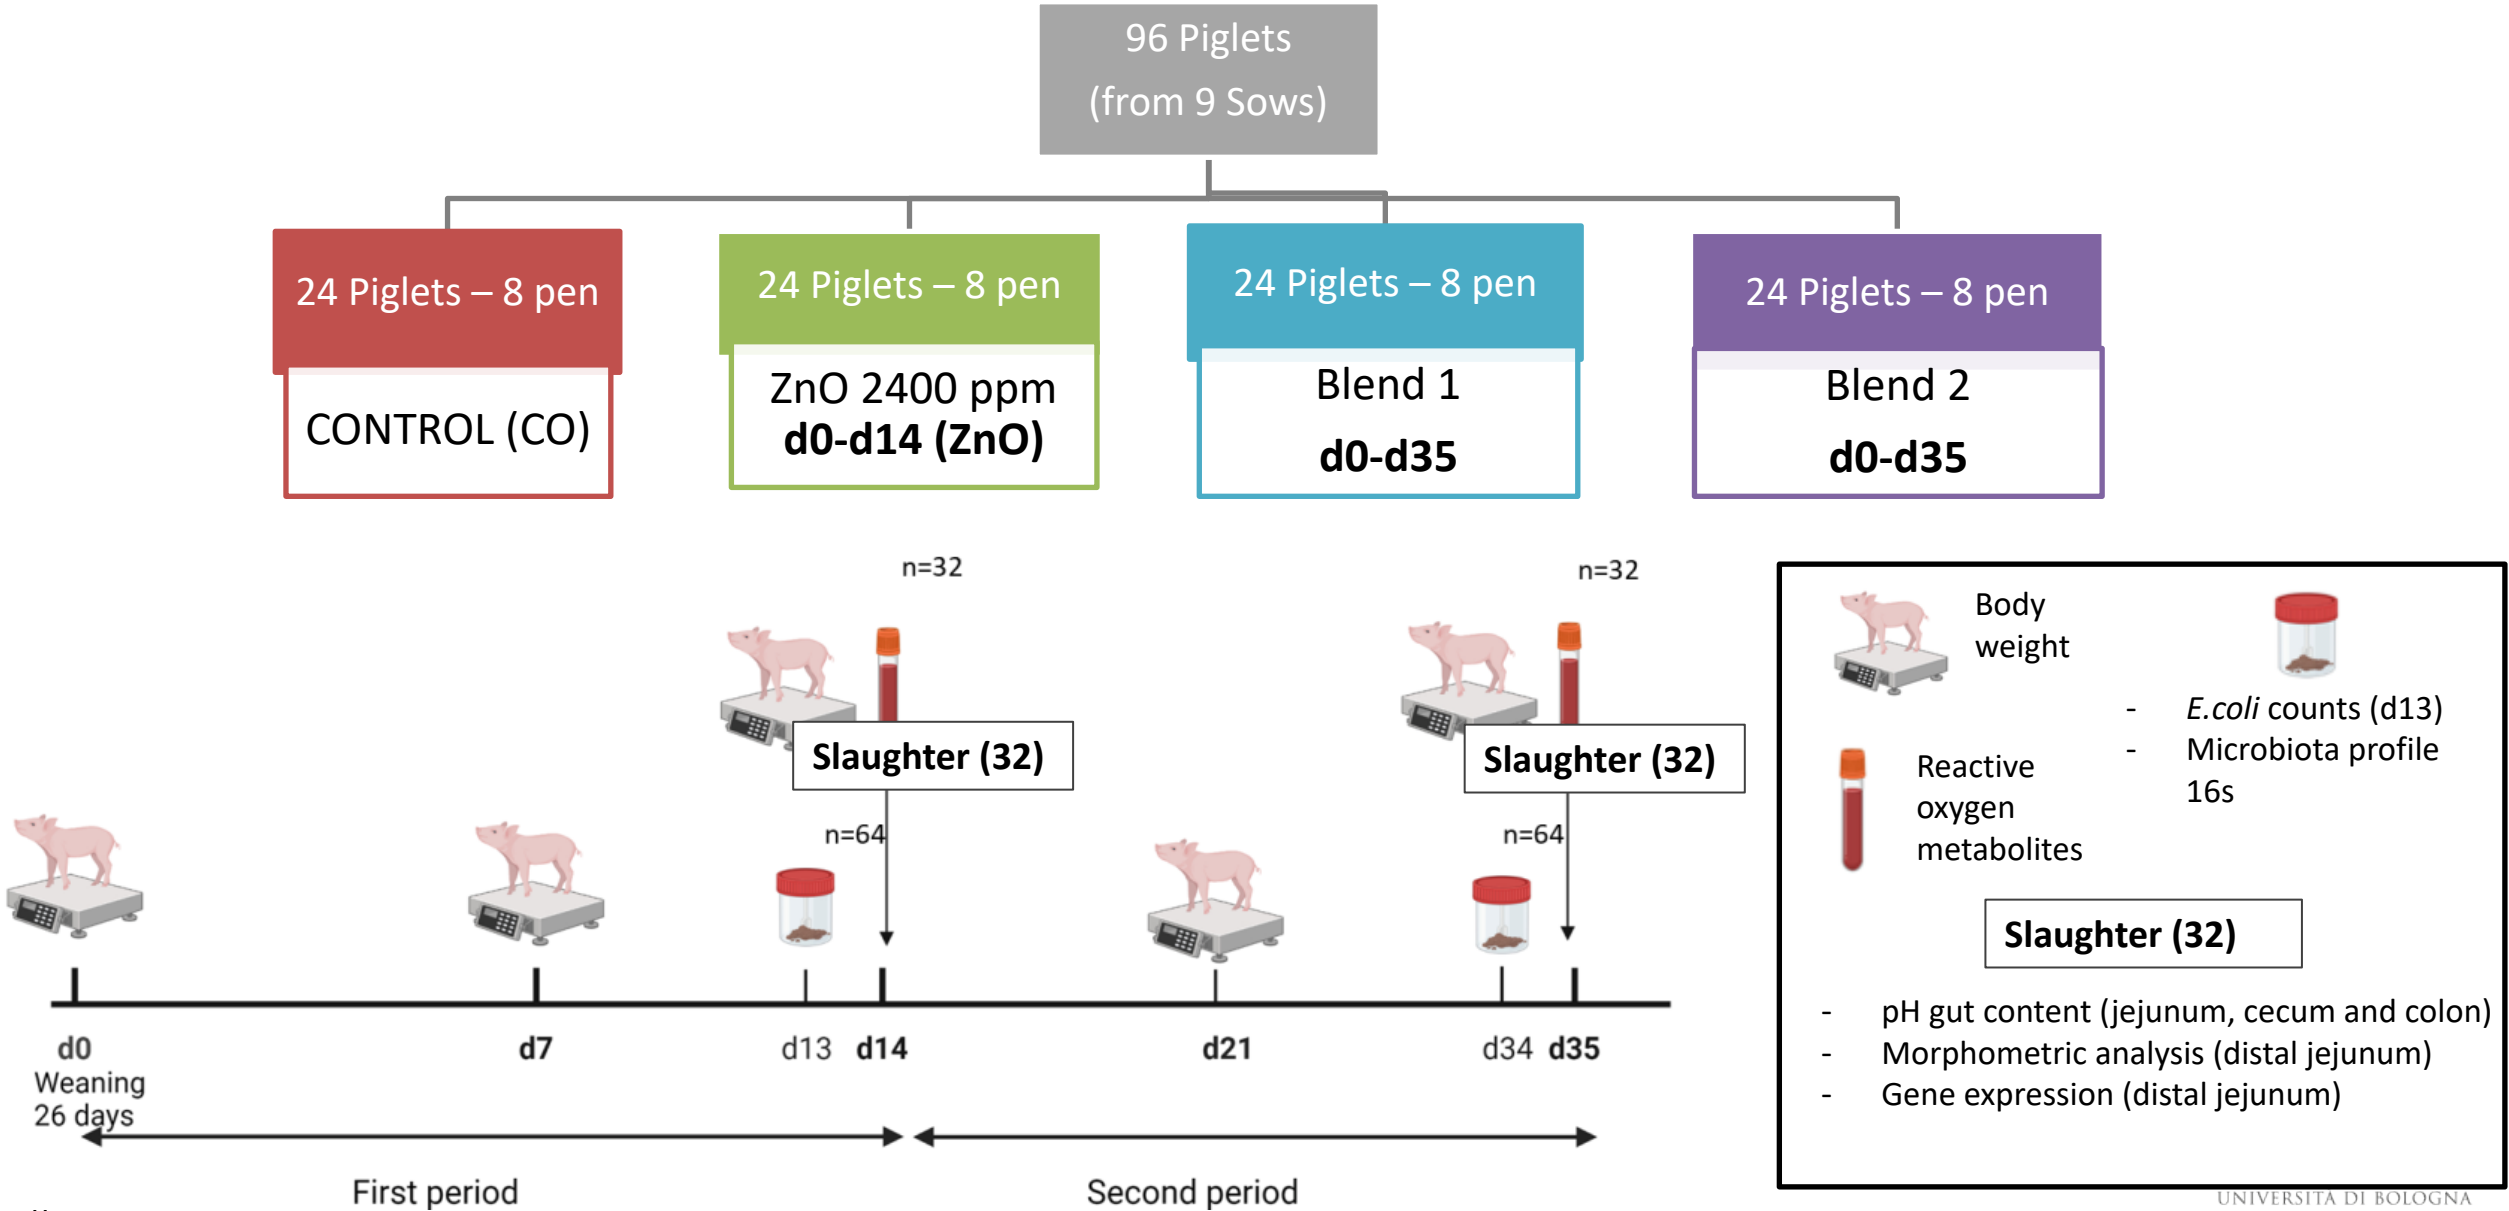 96 Piglets
(from 9 Sows)
24 Piglets – 8 pen
CONTROL (CO)
24 Piglets – 8 pen
ZnO 2400 ppm
d0-d14 (ZnO)
24 Piglets – 8 pen
Blend 1
d0-d35
24 Piglets – 8 pen
Blend 2
d0-d35
n=32
n=32
Slaughter (32)
Slaughter (32)
n=64
n=64
d0
Weaning
26 days
d7
d13
d14
d21
d34
d35
First period
Second period
Body
weight
- E.coli counts (d13)
- Microbiota profile
16s
Reactive
oxygen
metabolites
Slaughter (32)
- pH gut content (jejunum, cecum and colon)
- Morphometric analysis (distal jejunum)
- Gene expression (distal jejunum)
UNIVERSITÀ DI BOLOGNA